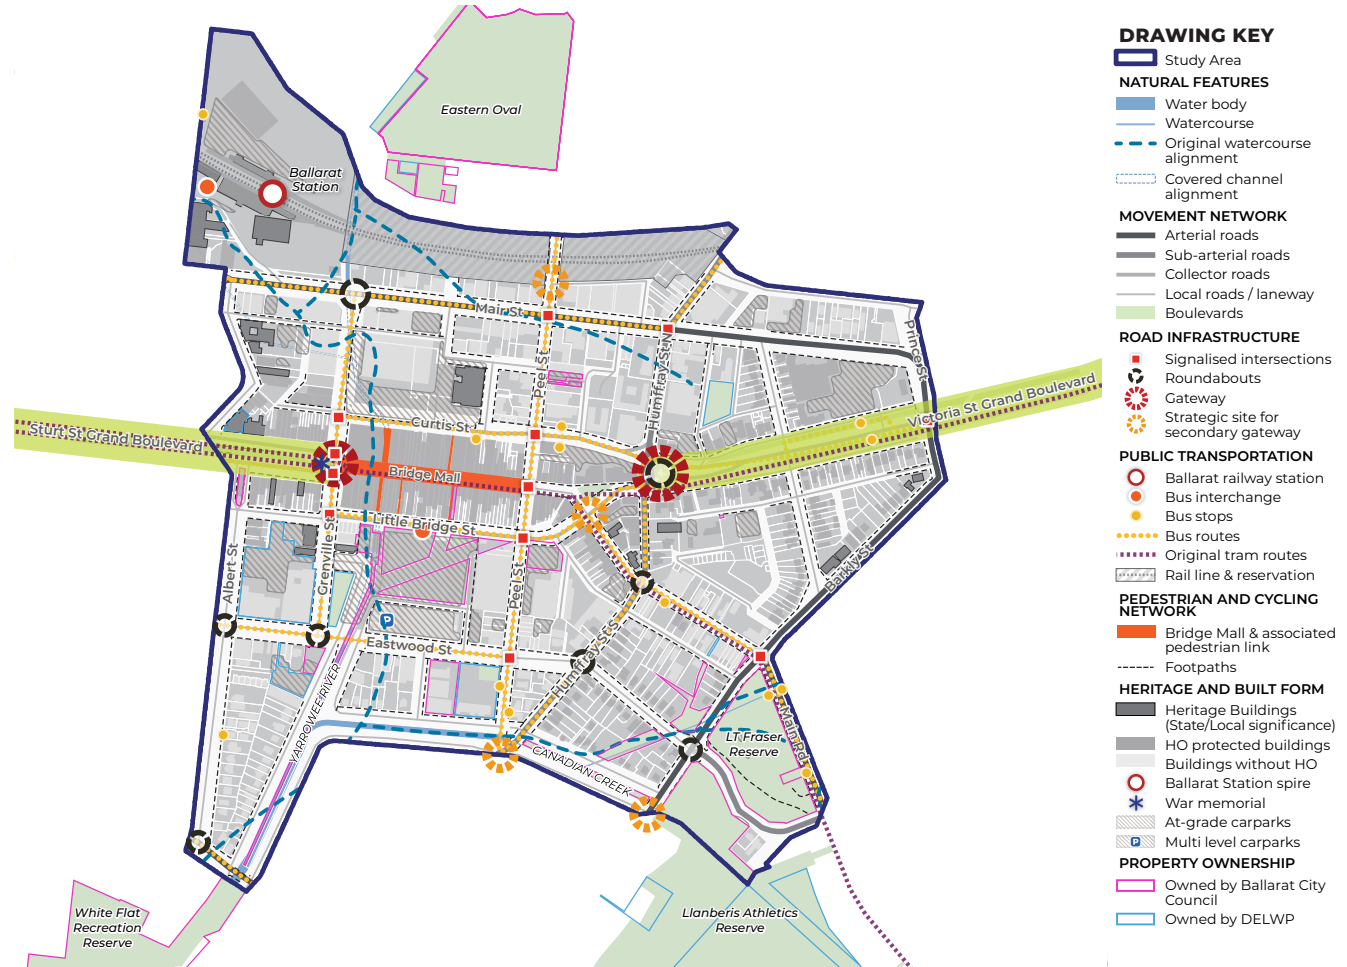 Eastern Oval
Ballarat
Station
Main St
Princes St
Peel St
Humffray St N
Curtis St
Sturt St Grand Boulevard
Victoria St Grand Boulevard
Bridge Mall
Little Bridge St
Albert St
Grenville St
Peel St S
Barkly St
Eastwood St
Humffray St S
YARROWEE RIVER
CANADIAN CREEK
LT Fraser
Reserve
Main Rd
White Flat
Recreation
Reserve
Llanberis Athletics
Reserve
P
DRAWING KEY
Study Area
NATURAL FEATURES
Water body
Watercourse
Original watercourse
alignment
Covered channel
alignment
MOVEMENT NETWORK
Arterial roads
Sub-arterial roads
Collector roads
Local roads / laneway
Boulevards
ROAD INFRASTRUCTURE
Signalised intersections
Roundabouts
Gateway
Strategic site for
secondary gateway
PUBLIC TRANSPORTATION
Ballarat railway station
Bus interchange
Bus stops
Bus routes
Original tram routes
Rail line & reservation
PEDESTRIAN AND CYCLING
NETWORK
Bridge Mall & associated
pedestrian link
Footpaths
HERITAGE AND BUILT FORM
Heritage Buildings
(State/Local significance)
HO protected buildings
Buildings without HO
Ballarat Station spire
War memorial
At-grade carparks
P
Multi level carparks
PROPERTY OWNERSHIP
Owned by Ballarat City
Council
Owned by DELWP